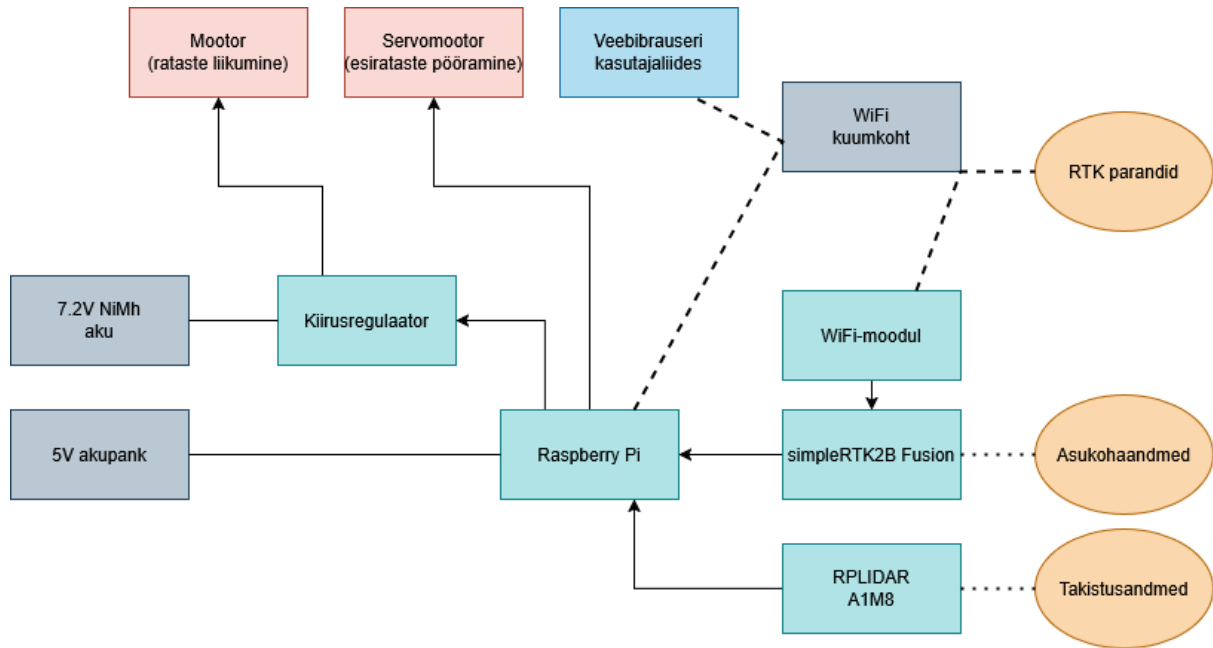 Mootor
(rataste liikumine)
Servomootor
(esirataste pööramine)
Veebibrauseri
kasutajaliides
WiFi
kuumkoht
RTK parandid
7.2V NiMh
aku
Kiirusregulaator
WiFi-moodul
5V akupank
Raspberry Pi
simpleRTK2B Fusion
Asukohaandmed
RPLIDAR
A1M8
Takistusandmed